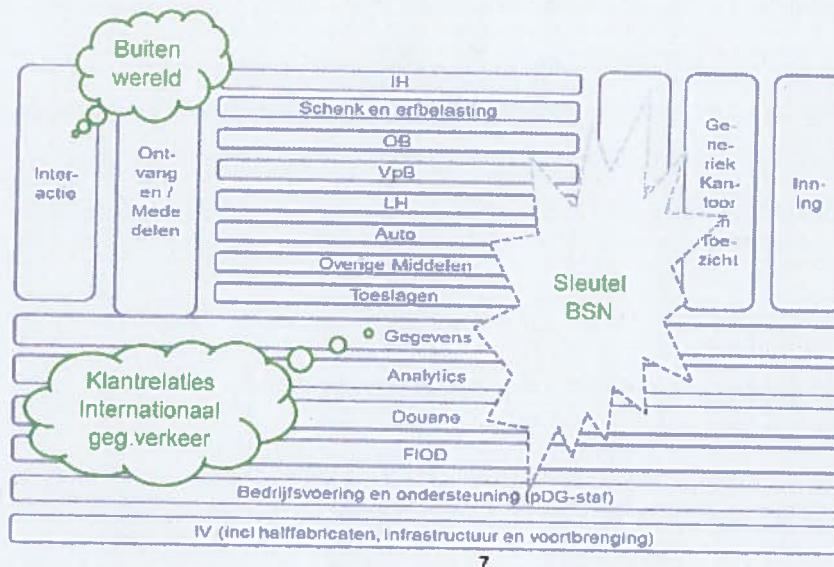 Buiten
wereld
Inter-
actie
Ont-
vang
en /
Mede
delen
IH
Schenk en erfbelasting
OB
VpB
LH
Auto
Overige Middelen
Toeslagen
Sleutel
BSN
Ge-
ne-
riek
Kan-
toor
en
Toe-
zicht
Inn-
ing
Gegevens
Klantrelaties
Internationaal
geg.verkeer
Analytics
Douane
FIOD
Bedrijfsvoering en ondersteuning (pDG-staf)
IV (incl halffabricaten, infrastructuur en voortbrenging)
7